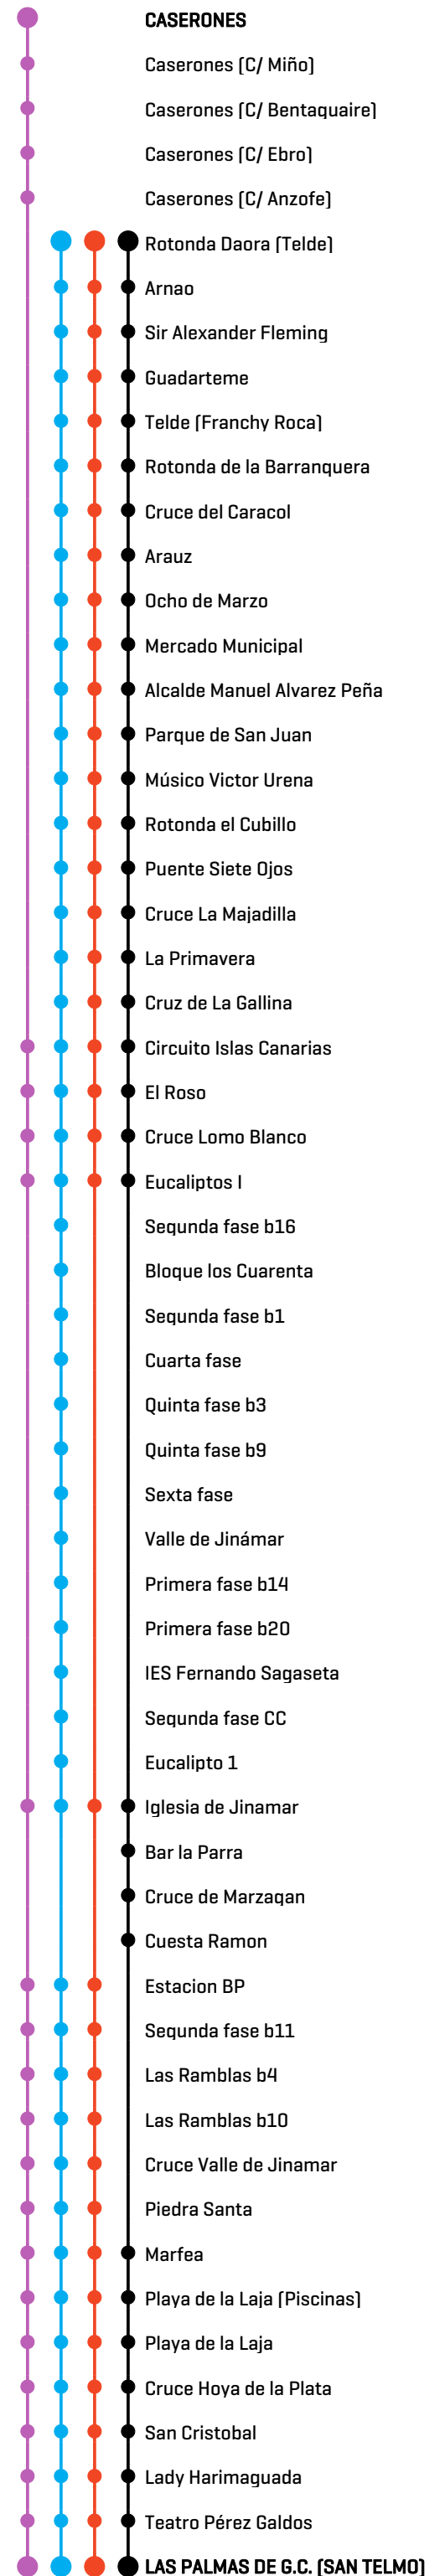 CASERONES
Caserones (C/ Miño)
Caserones (C/ Bentaquaire)
Caserones (C/ Ebro)
Caserones (C/ Anzofe)
Rotonda Daora (Telde)
Arnao
Sir Alexander Fleming
Guadarteme
Telde (Franchy Roca)
Rotonda de la Barranquera
Cruce del Caracol
Arauz
Ocho de Marzo
Mercado Municipal
Alcalde Manuel Alvarez Peña
Parque de San Juan
Músico Victor Urena
Rotonda el Cubillo
Puente Siete Ojos
Cruce La Majadilla
La Primavera
Cruz de La Gallina
Circuito Islas Canarias
El Roso
Cruce Lomo Blanco
Eucaliptos I
Segunda fase b16
Bloque los Cuarenta
Segunda fase b1
Cuarta fase
Quinta fase b3
Quinta fase b9
Sexta fase
Valle de Jinámar
Primera fase b14
Primera fase b20
IES Fernando Sagaseta
Segunda fase CC
Eucalipto 1
Iglesia de Jinamar
Bar la Parra
Cruce de Marzagan
Cuesta Ramon
Estacion BP
Segunda fase b11
Las Ramblas b4
Las Ramblas b10
Cruce Valle de Jinamar
Piedra Santa
Marfea
Playa de la Laja (Piscinas)
Playa de la Laja
Cruce Hoya de la Plata
San Cristobal
Lady Harimaguada
Teatro Pérez Galdos
LAS PALMAS DE G.C. (SAN TELMO)